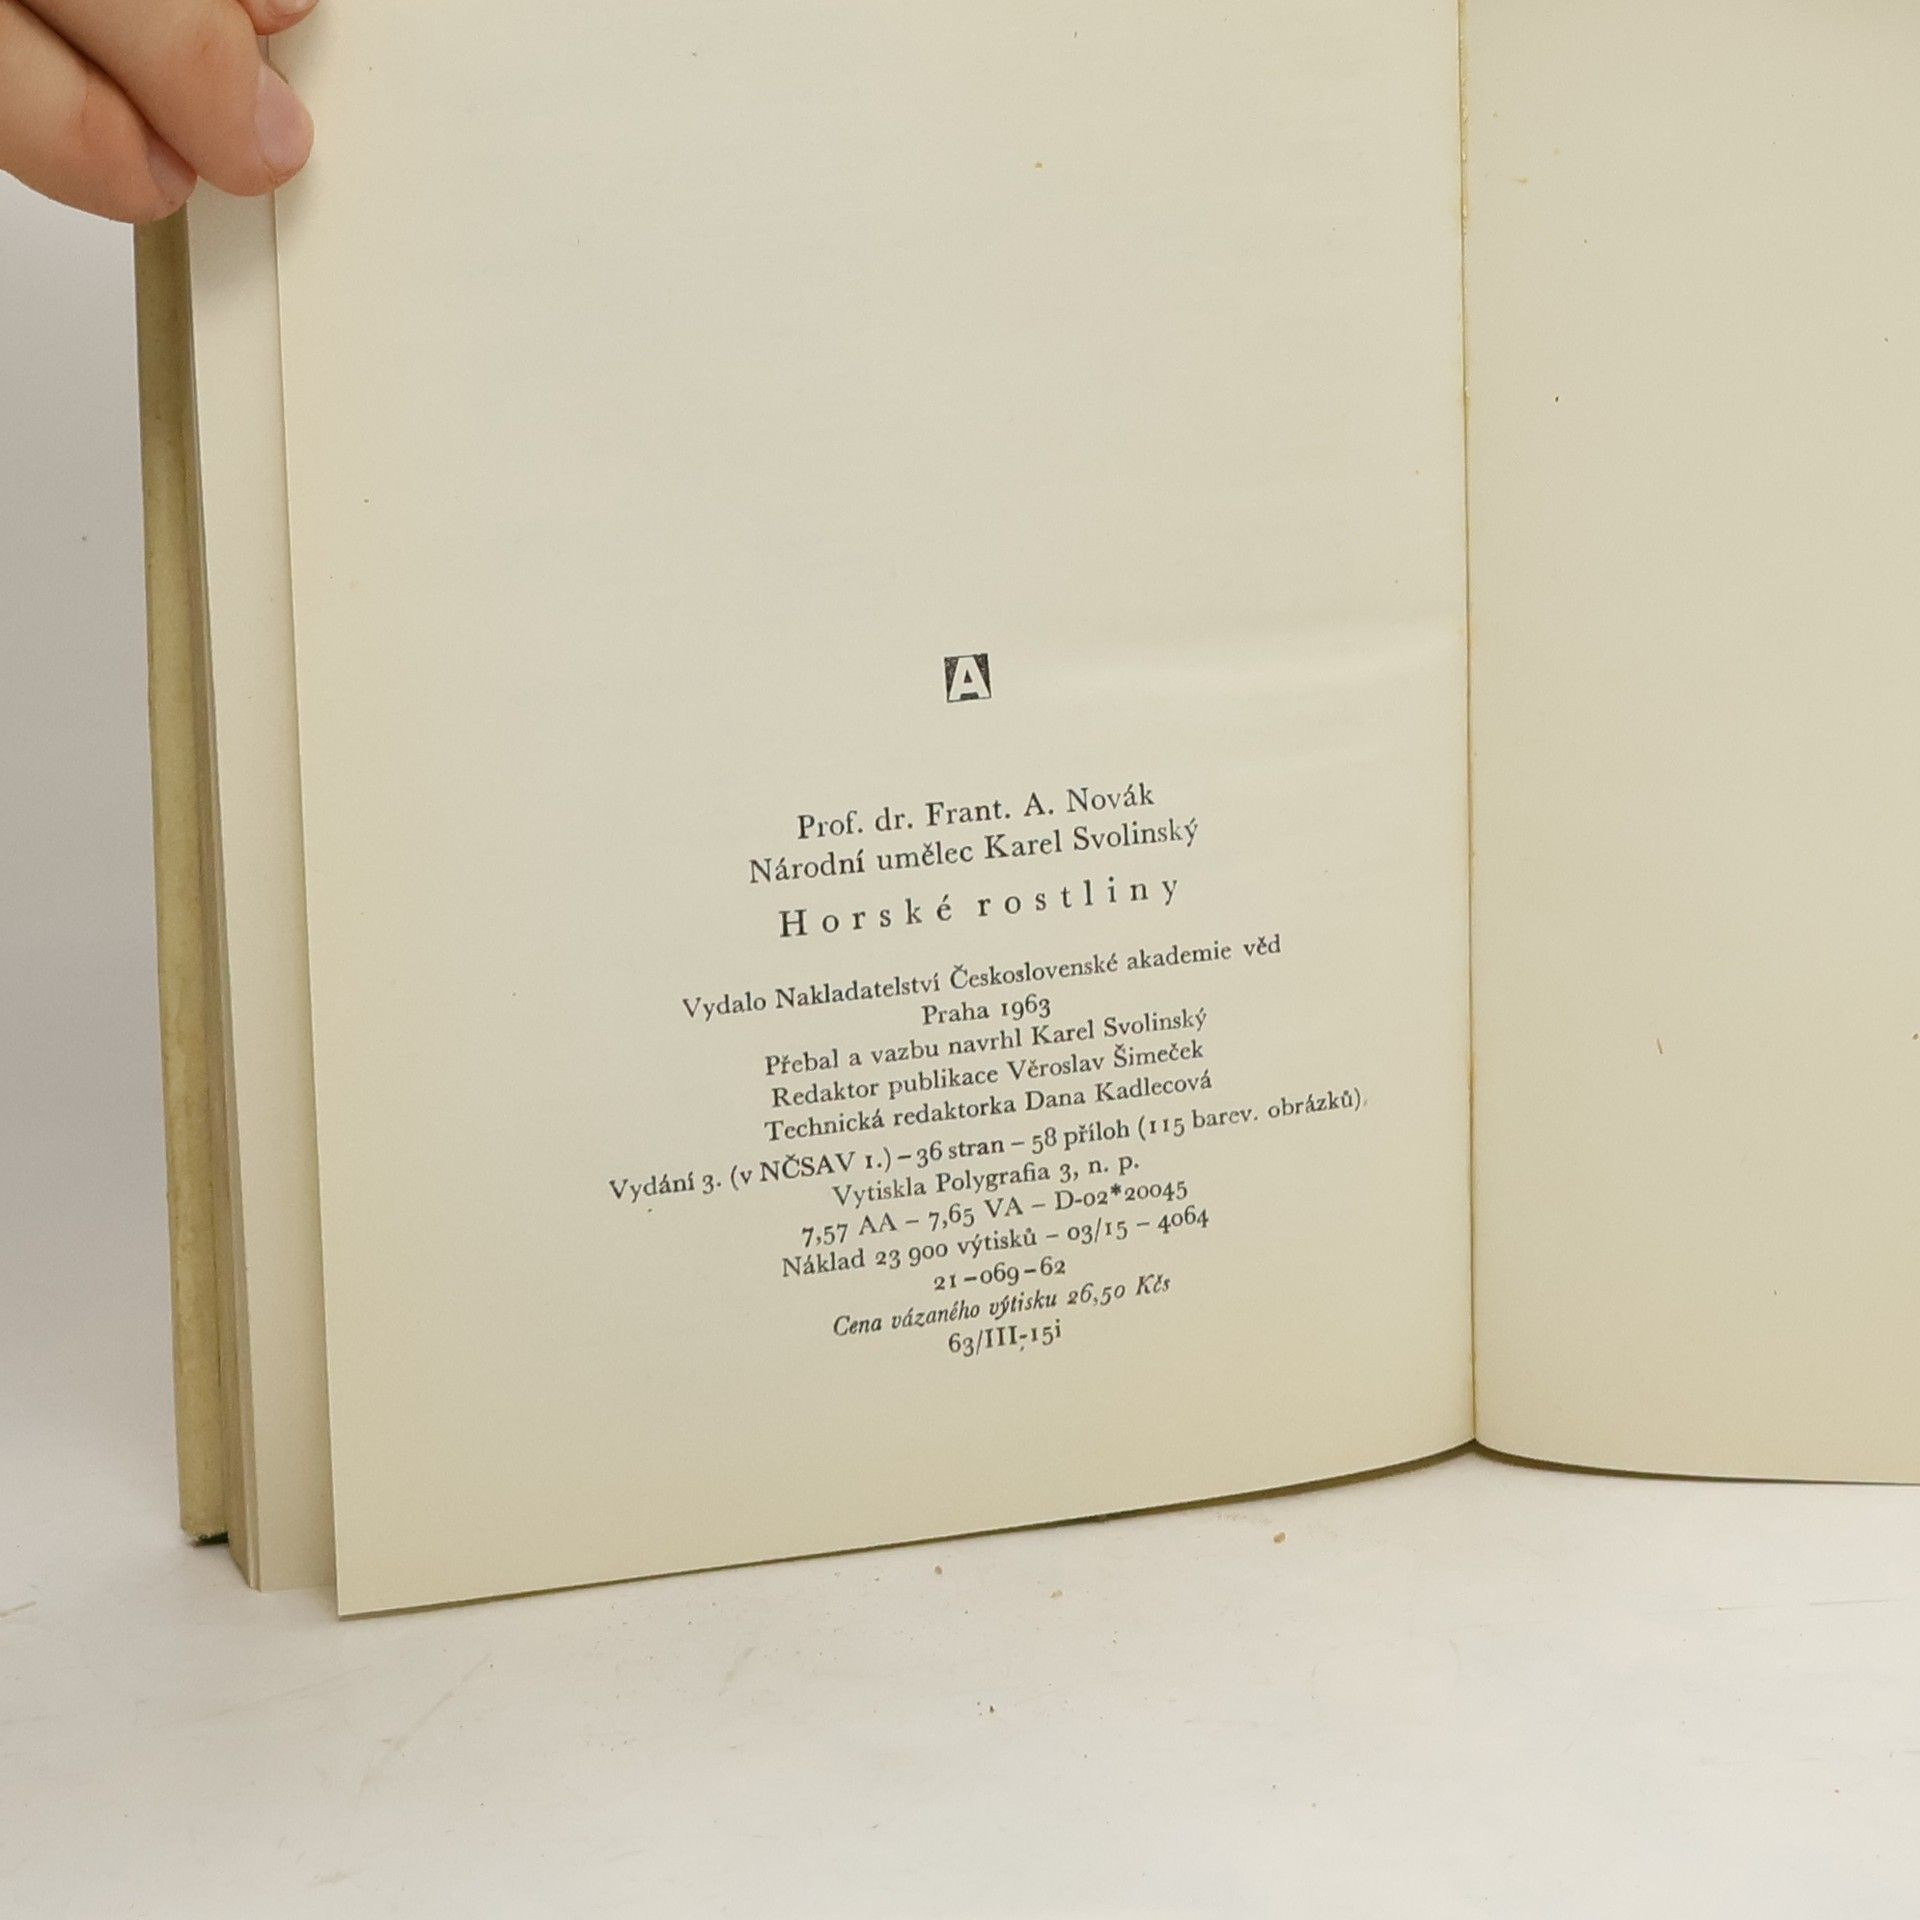 A
Prof. dr. Frant. A. Novák
Národní umělec Karel Svolinský
Horské rostliny
Vydalo Nakladatelství Československé akademie věd
Praha 1963
Přebal a vazbu navrhl Karel Svolinský
Redaktor publikace Věroslav Šimeček
Technická redaktorka Dana Kadlecová
Vydání 3. (v NČSAV 1.) – 36 stran – 58 příloh (115 barev. obrázků).
Vytiskla Polygrafia 3, n. p.
7,57 AA – 7,65 VA – D-02*20045
Náklad 23 900 výtisků – 03/15 – 4064
21–069–62
Cena vázaného výtisku 26,50 Kčs
63/III-15i